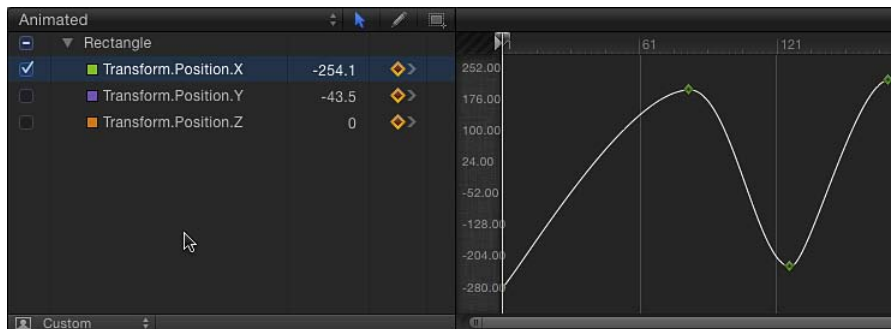 Animated
Rectangle
Transform.Position.X -254.1
Transform.Position.Y -43.5
Transform.Position.Z 0
Custom
1 61 121
252.00
176.00
100.00
24.00
-52.00
-128.00
-204.00
-280.00